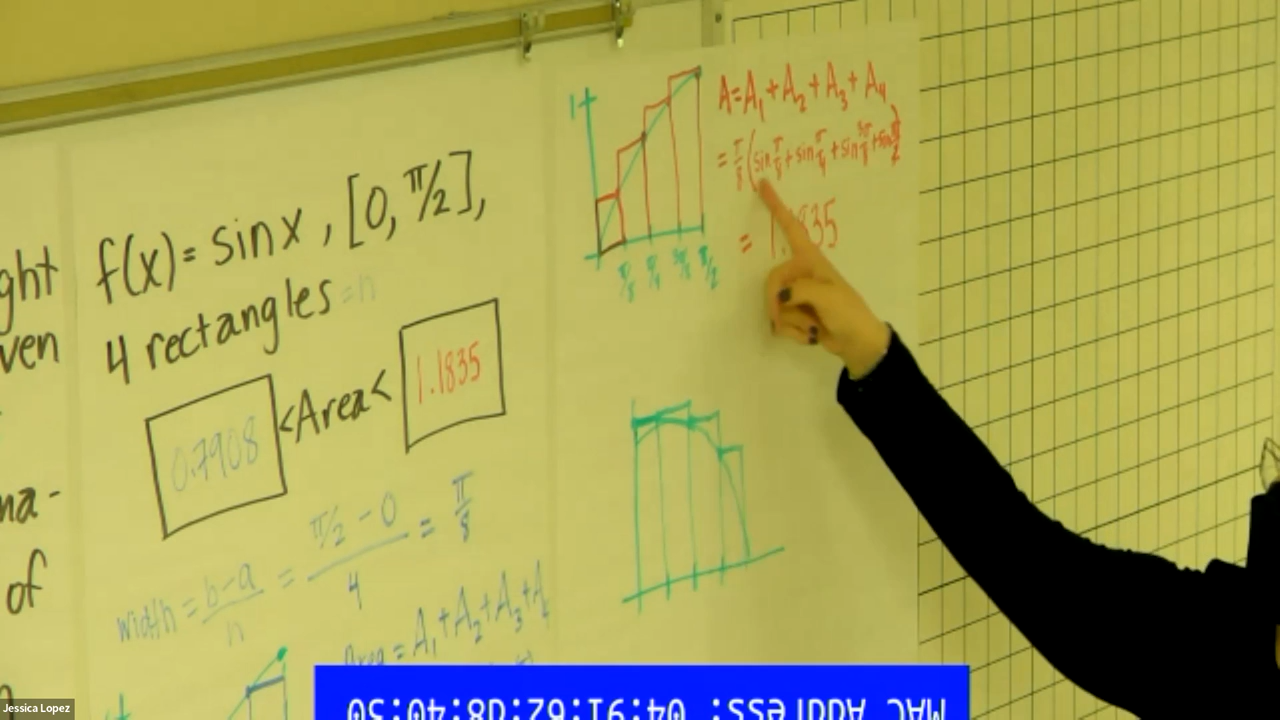 ght
ven
ma-
of
f(x) = sin x , [0, π/2],
4 rectangles = n
0.7908 < Area < 1.1835
width = b-a/n = π/2 - 0/4 = π/8
Area = A₁ + A₂ + A₃ + A₄
1
π/8 π/4 3π/8 π/2
A = A₁ + A₂ + A₃ + A₄
= π/8 (sin π/8 + sin π/4 + sin 3π/8 + sin π/2)
= 1.1835
Jessica Lopez
MAC Address: 04:91:62:d8:40:30